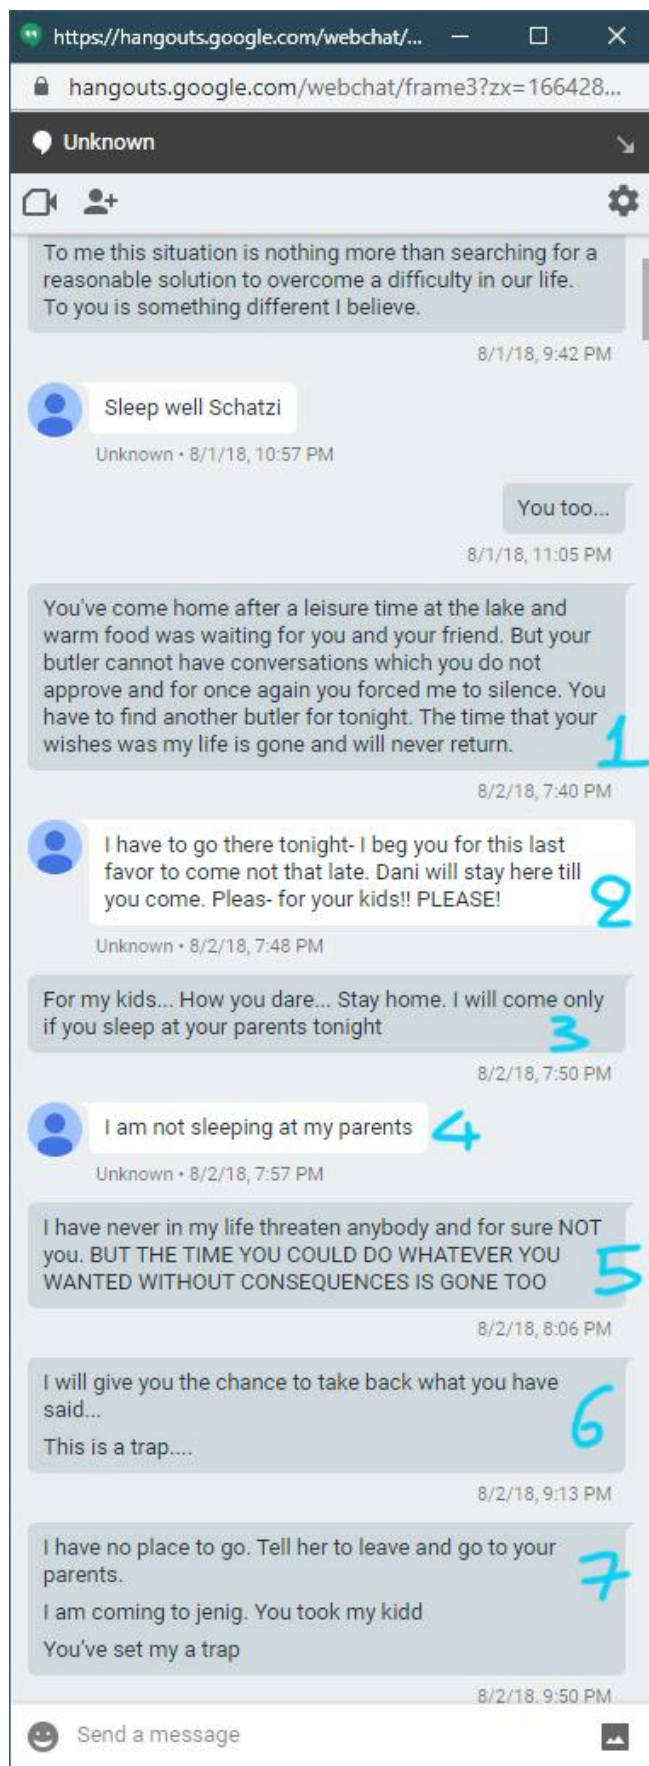 https://hangouts.google.com/webchat/...
hangouts.google.com/webchat/frame3?zx=166428...
Unknown
To me this situation is nothing more than searching for a
reasonable solution to overcome a difficulty in our life.
To you is something different I believe.
8/1/18, 9:42 PM
Sleep well Schatzi
Unknown • 8/1/18, 10:57 PM
You too...
8/1/18, 11:05 PM
You've come home after a leisure time at the lake and
warm food was waiting for you and your friend. But your
butler cannot have conversations which you do not
approve and for once again you forced me to silence. You
have to find another butler for tonight. The time that your
wishes was my life is gone and will never return.
1
8/2/18, 7:40 PM
I have to go there tonight- I beg you for this last
favor to come not that late. Dani will stay here till
you come. Pleas- for your kids!! PLEASE!
2
Unknown • 8/2/18, 7:48 PM
For my kids... How you dare... Stay home. I will come only
if you sleep at your parents tonight
3
8/2/18, 7:50 PM
I am not sleeping at my parents
4
Unknown • 8/2/18, 7:57 PM
I have never in my life threaten anybody and for sure NOT
you. BUT THE TIME YOU COULD DO WHATEVER YOU
WANTED WITHOUT CONSEQUENCES IS GONE TOO
5
8/2/18, 8:06 PM
I will give you the chance to take back what you have
said...
This is a trap....
6
8/2/18, 9:13 PM
I have no place to go. Tell her to leave and go to your
parents.
I am coming to jenig. You took my kidd
You've set my a trap
7
8/2/18, 9:50 PM
Send a message